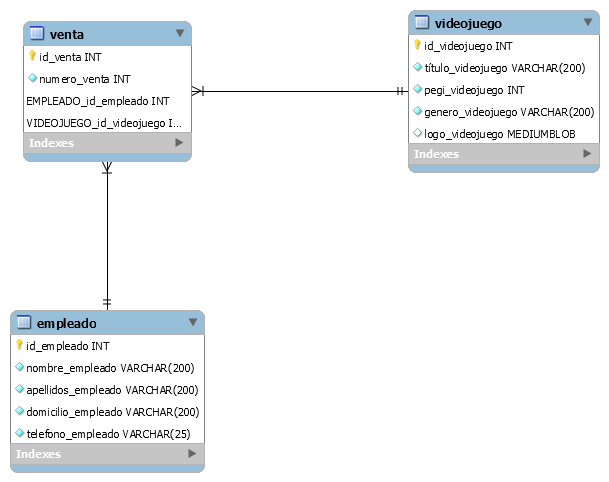 venta
id_venta INT
numero_venta INT
EMPLEADO_id_empleado INT
VIDEOJUEGO_id_videojuego I...
Indexes
videojuego
id_videojuego INT
título_videojuego VARCHAR(200)
pegi_videojuego INT
genero_videojuego VARCHAR(200)
logo_videojuego MEDIUMBLOB
Indexes
empleado
id_empleado INT
nombre_empleado VARCHAR(200)
apellidos_empleado VARCHAR(200)
domicilio_empleado VARCHAR(200)
telefono_empleado VARCHAR(25)
Indexes